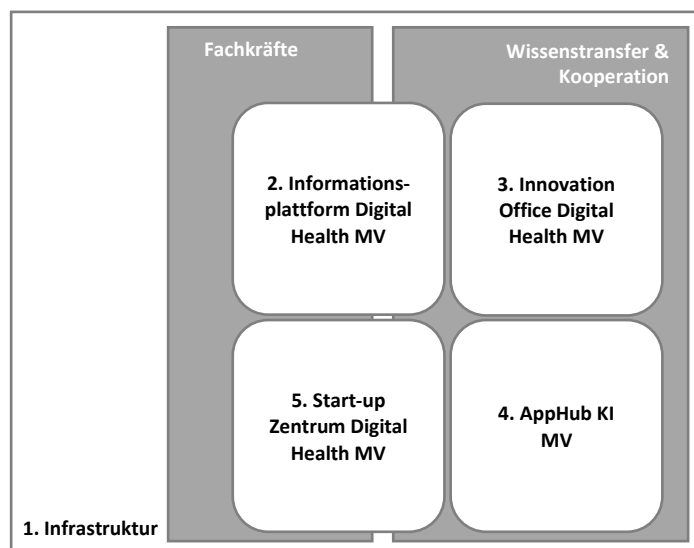 Fachkräfte
Wissenstransfer &
Kooperation
2. Informations-
plattform Digital
Health MV
3. Innovation
Office Digital
Health MV
5. Start-up
Zentrum Digital
Health MV
4. AppHub KI
MV
1. Infrastruktur